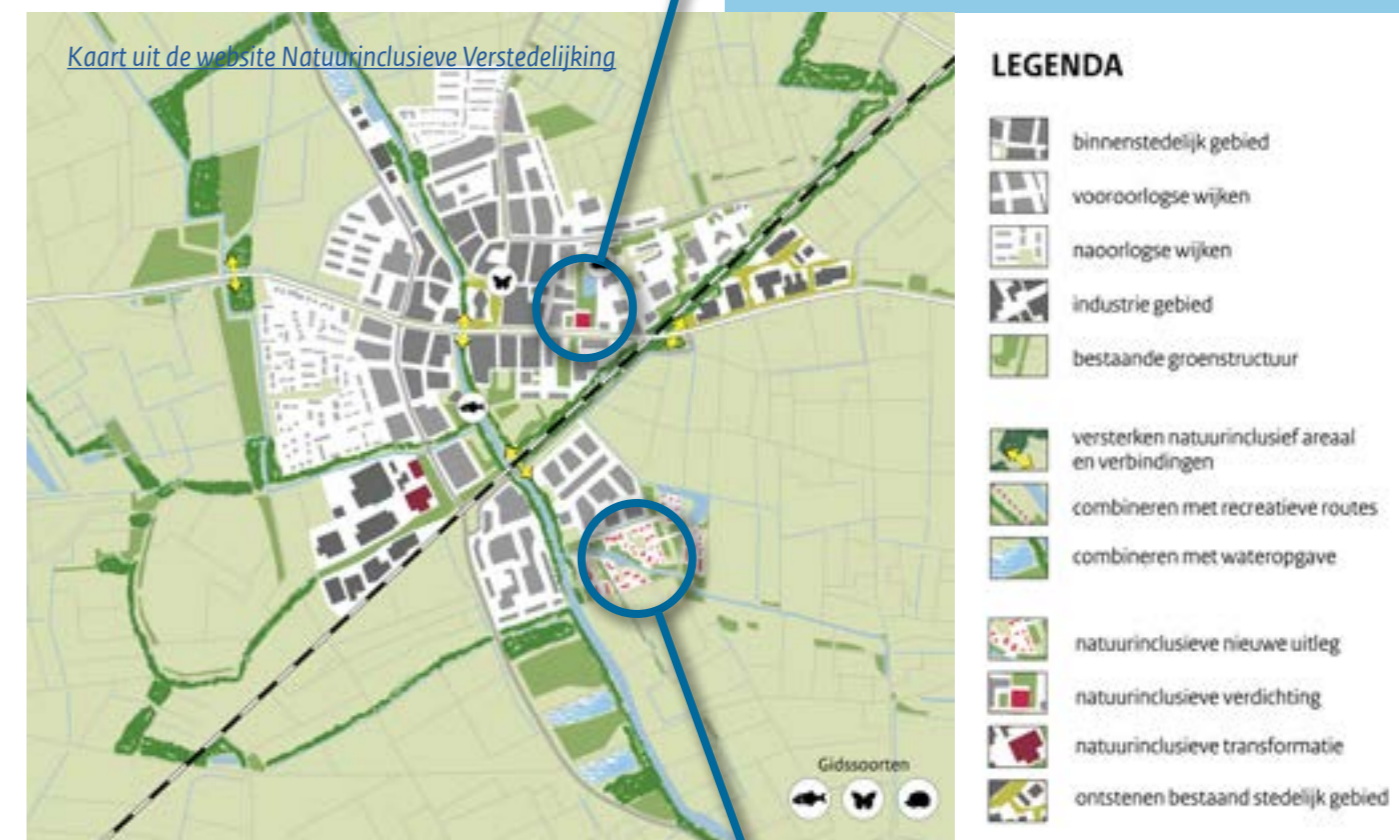 Kaart uit de website Natuurinclusieve Verstedelijking
Gidssoorten
LEGENDA
binnenstedelijk gebied
vooroorlogse wijken
naoorlogse wijken
industrie gebied
bestaande groenstructuur
versterken natuurinclusief areaal
en verbindingen
combineren met recreatieve routes
combineren met wateropgave
natuurinclusieve nieuwe uitleg
natuurinclusieve verdichting
natuurinclusieve transformatie
ontstenen bestaand stedelijk gebied